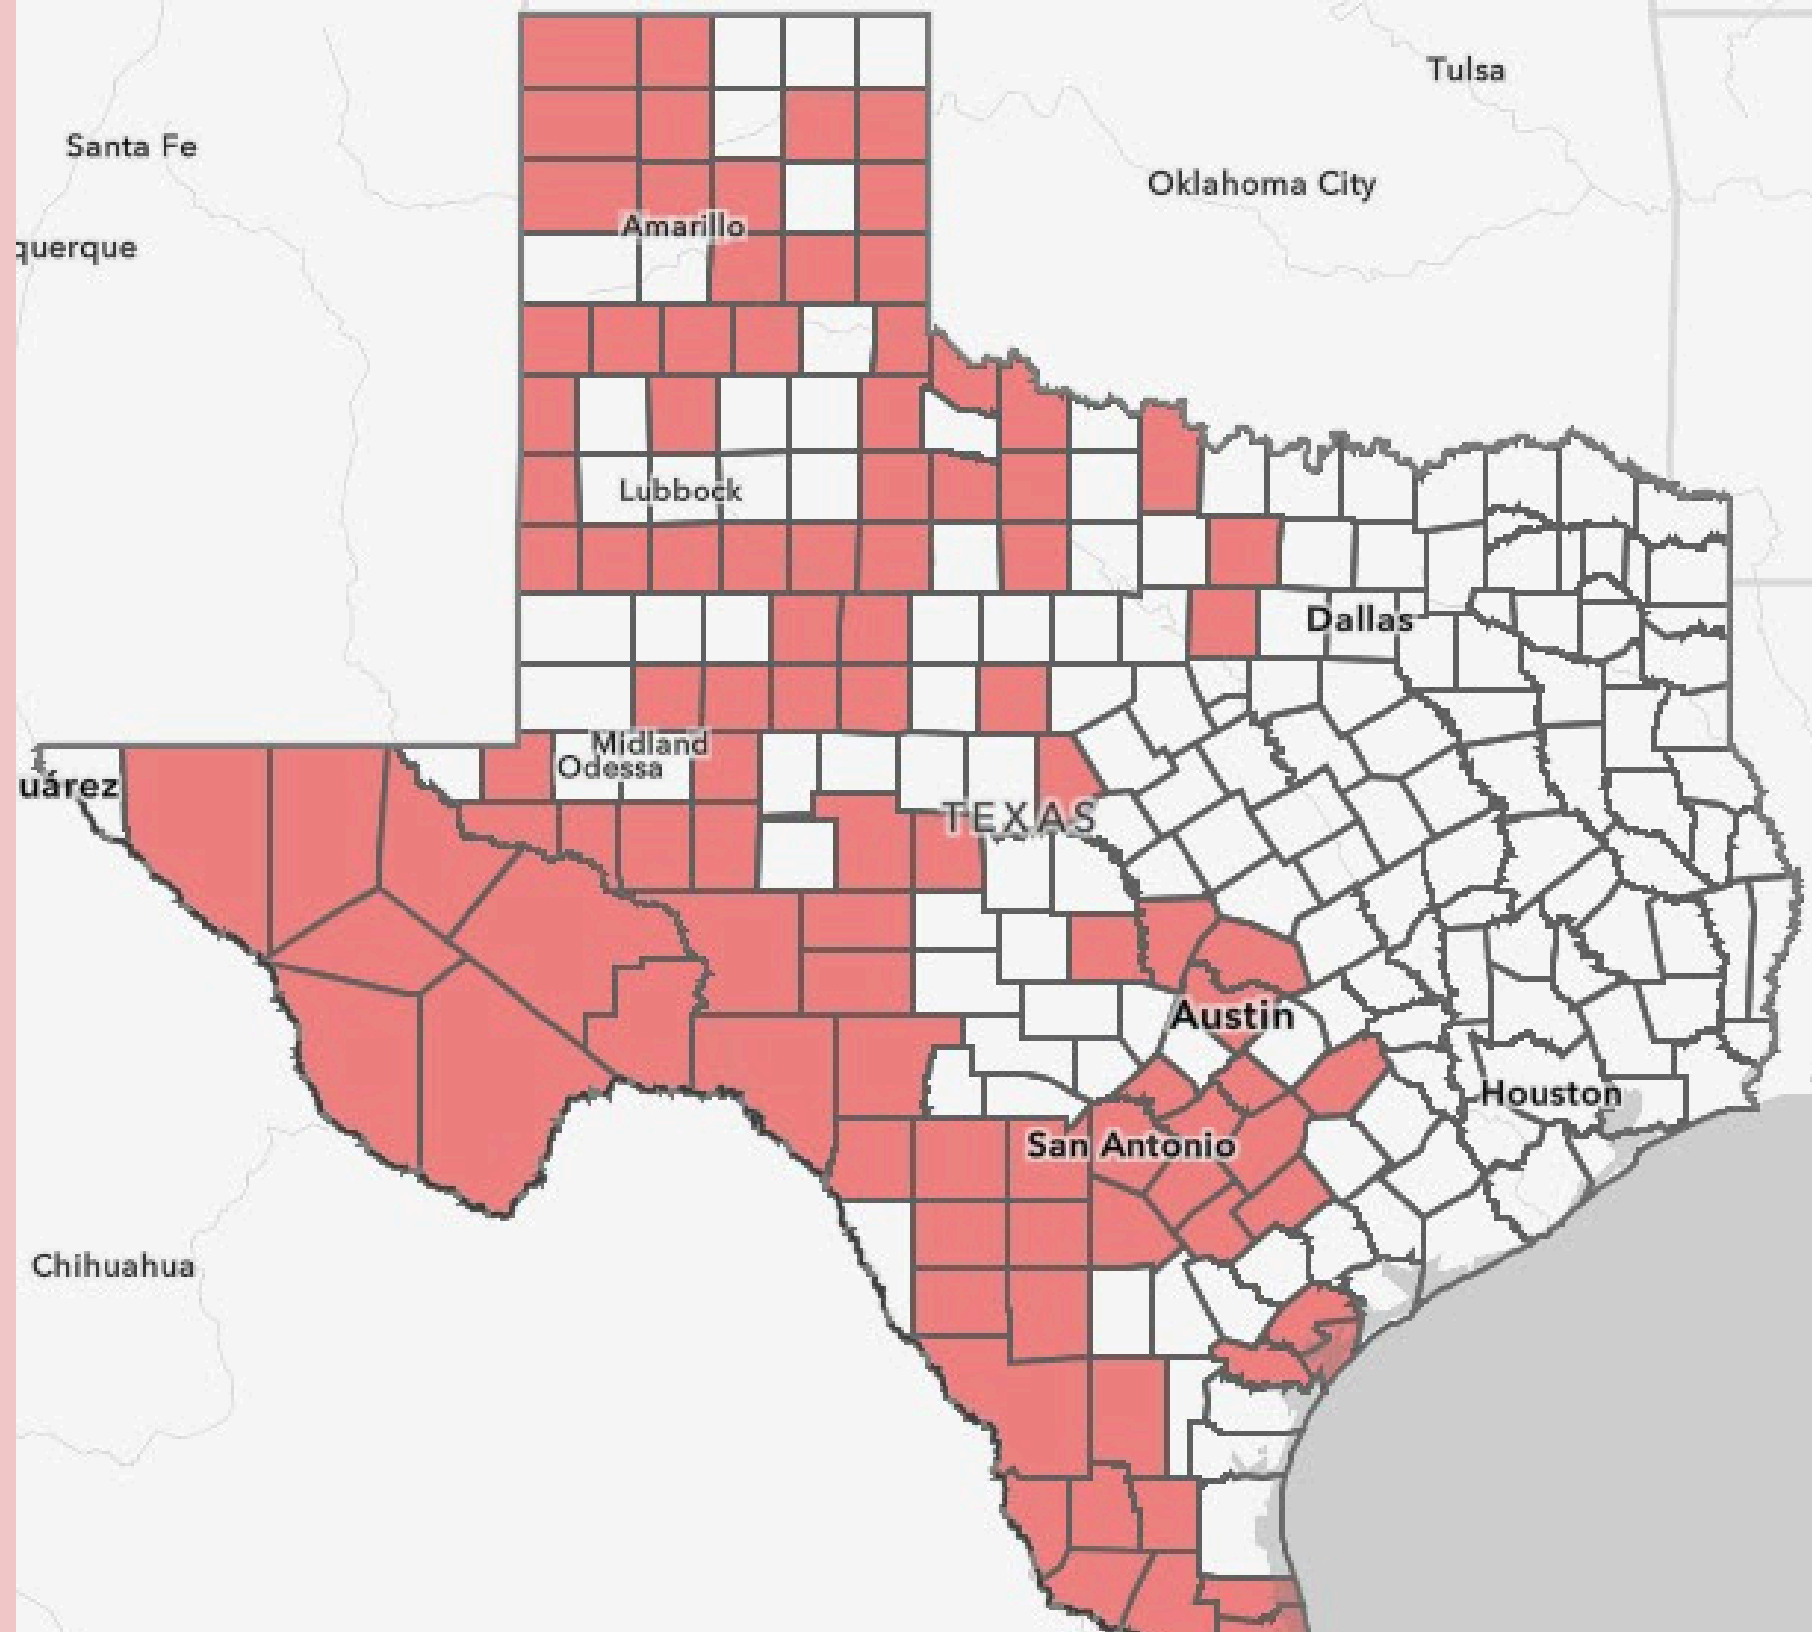 Tulsa
Santa Fe
Oklahoma City
Amarillo
querque
Lubbock
Dallas
Midland
Odessa
uárez
TEXAS
Austin
Houston
San Antonio
Chihuahua